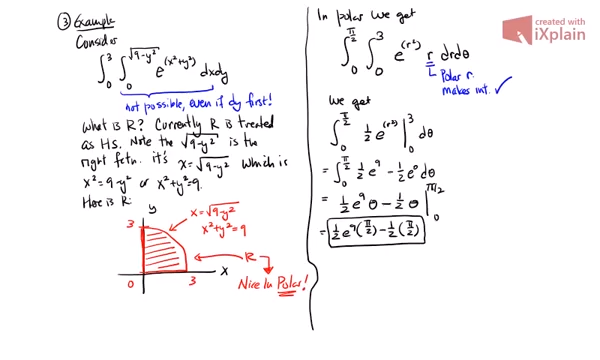 ③ Example
Consider
∫₀³ ∫₀^√(9-y²) e^(x²+y²) dxdy
not possible, even if dy first!
What is R? Currently R is treated
as HS. Note the √(9-y²) is the
right fctn. it's x = √(9-y²) which is
x² = 9-y² or x²+y²=9.
Here is R:
y
x = √(9-y²)
x²+y²=9
3
R
x
0
3
Nice in Polar!
In polar we get
∫₀^(π/2) ∫₀³ e^(r²) r drdθ
Polar r.
makes int. ✓
We get
∫₀^(π/2) ½ e^(r²) |₀³ dθ
= ∫₀^(π/2) ½ e⁹ - ½ e⁰ dθ
= ½ e⁹ θ - ½ θ |₀^(π/2)
= ½ e⁹ (π/2) - ½ (π/2)
created with
iXplain